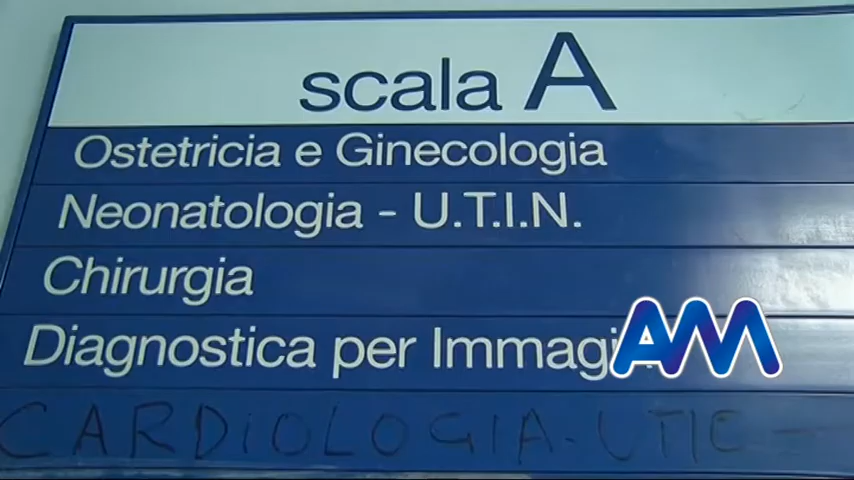 scala A
Ostetricia e Ginecologia
Neonatologia - U.T.I.N.
Chirurgia
Diagnostica per Immagi
AM
CARDIOLOGIA - UTIC -